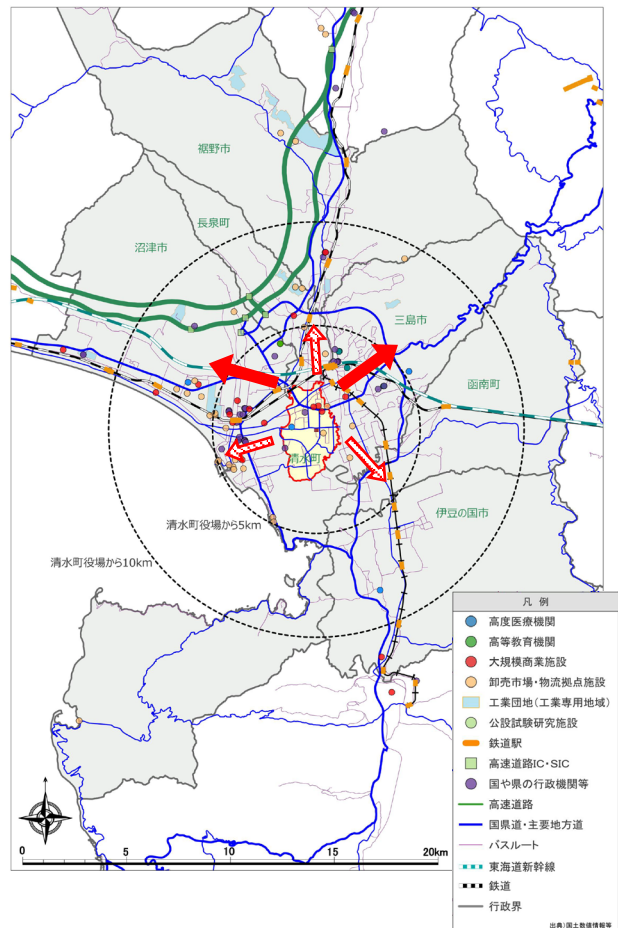 裾野市
長泉町
沼津市
三島市
函南町
清水町
伊豆の国市
清水町役場から5km
清水町役場から10km
凡 例
高度医療機関
高等教育機関
大規模商業施設
卸売市場・物流拠点施設
工業団地(工業専用地域)
公設試験研究施設
鉄道駅
高速道路IC・SIC
国や県の行政機関等
高速道路
国県道・主要地方道
バスルート
東海道新幹線
鉄道
行政界
0 5 10 15 20km
出典)国土数値情報等